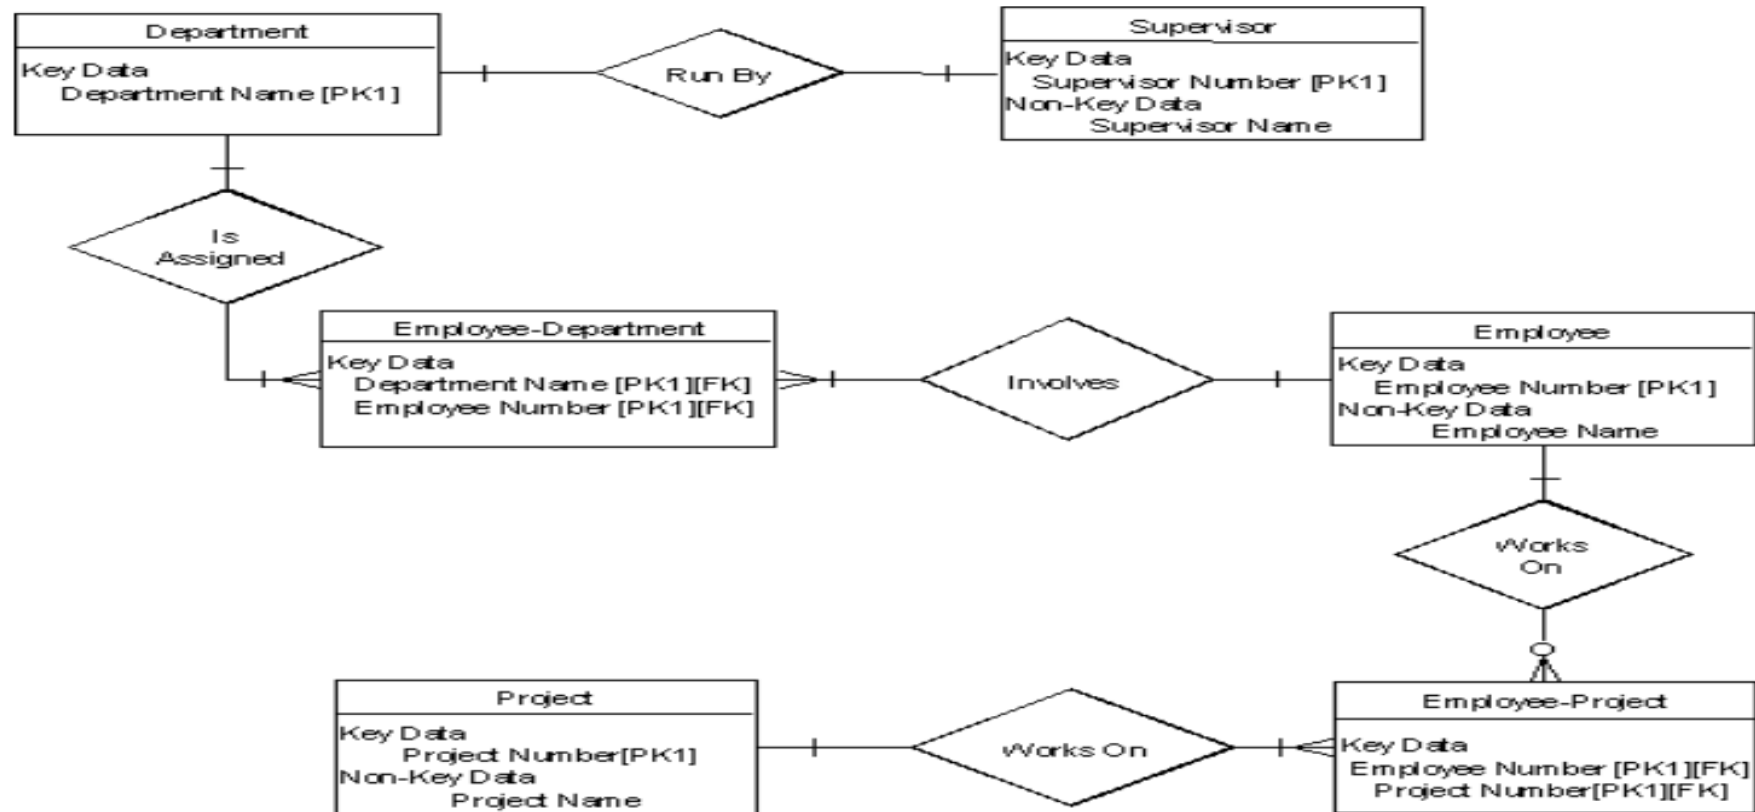 Department
Key Data
Department Name [PK1]
Run By
Supervisor
Key Data
Supervisor Number [PK1]
Non-Key Data
Supervisor Name
Is
Assigned
Employee-Department
Key Data
Department Name [PK1][FK]
Employee Number [PK1][FK]
Involves
Employee
Key Data
Employee Number [PK1]
Non-Key Data
Employee Name
Works
On
Project
Key Data
Project Number[PK1]
Non-Key Data
Project Name
Works On
Employee-Project
Key Data
Employee Number [PK1][FK]
Project Number[PK1][FK]